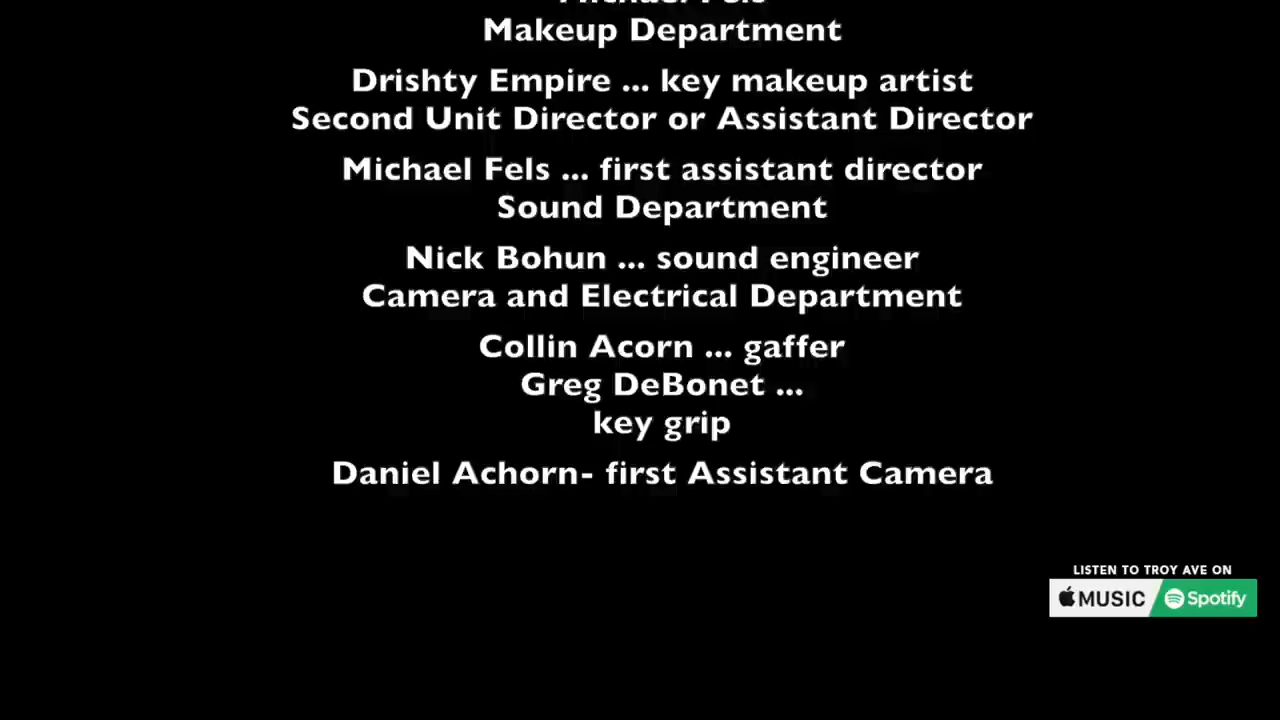 Michael Fels
Makeup Department
Drishty Empire ... key makeup artist
Second Unit Director or Assistant Director
Michael Fels ... first assistant director
Sound Department
Nick Bohun ... sound engineer
Camera and Electrical Department
Collin Acorn ... gaffer
Greg DeBonet ...
key grip
Daniel Achorn- first Assistant Camera
LISTEN TO TROY AVE ON
MUSIC Spotify